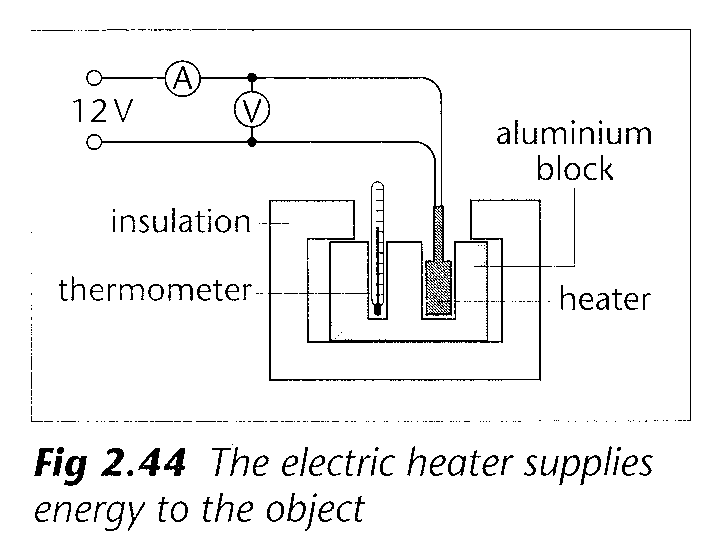 A
12V
V
aluminium
block
insulation
thermometer
heater
Fig 2.44 The electric heater supplies
energy to the object